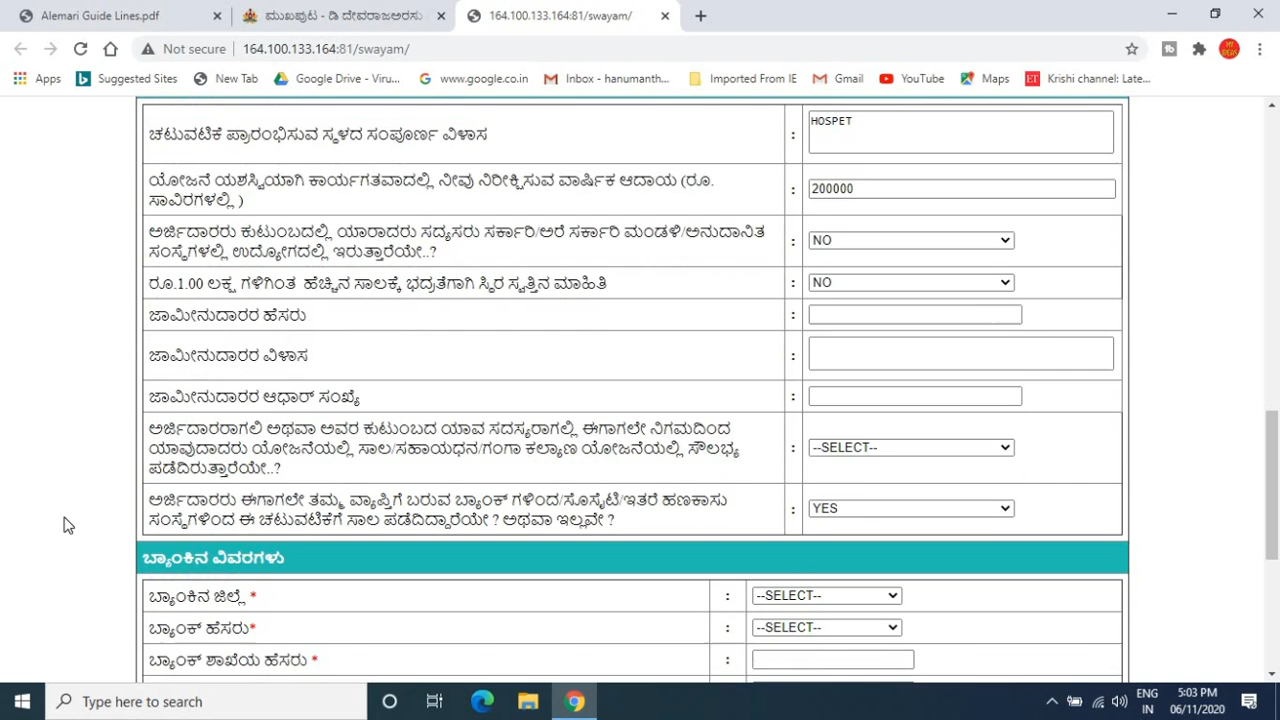 Alemari Guide Lines.pdf
ಮುಖಪುಟ - ಡಿ ದೇವರಾಜಅರಸು
164.100.133.164:81/swayam/
Not secure
164.100.133.164:81/swayam/
Apps
Suggested Sites
New Tab
Google Drive - Viru...
www.google.co.in
Inbox - hanumanth...
Imported From IE
Gmail
YouTube
Maps
Krishi channel: Late...
ಚಟುವಟಿಕೆ ಪ್ರಾರಂಭಿಸುವ ಸ್ಥಳದ ಸಂಪೂರ್ಣ ವಿಳಾಸ : HOSPET
ಯೋಜನೆ ಯಶಸ್ವಿಯಾಗಿ ಕಾರ್ಯಗತವಾದಲ್ಲಿ ನೀವು ನಿರೀಕ್ಷಿಸುವ ವಾರ್ಷಿಕ ಆದಾಯ (ರೂ.
ಸಾವಿರಗಳಲ್ಲಿ ) : 200000
ಅರ್ಜಿದಾರರು ಕುಟುಂಬದಲ್ಲಿ ಯಾರಾದರು ಸದ್ಯಸರು ಸರ್ಕಾರಿ/ಅರೆ ಸರ್ಕಾರಿ ಮಂಡಳಿ/ಅನುದಾನಿತ
ಸಂಸ್ಥೆಗಳಲ್ಲಿ ಉದ್ಯೋಗದಲ್ಲಿ ಇರುತ್ತಾರೆಯೇ..? : NO
ರೂ.1.00 ಲಕ್ಷ ಗಳಿಗಿಂತ ಹೆಚ್ಚಿನ ಸಾಲಕ್ಕೆ ಭದ್ರತೆಗಾಗಿ ಸ್ಥಿರ ಸ್ವತ್ತಿನ ಮಾಹಿತಿ : NO
ಜಾಮೀನುದಾರರ ಹೆಸರು :
ಜಾಮೀನುದಾರರ ವಿಳಾಸ :
ಜಾಮೀನುದಾರರ ಆಧಾರ್ ಸಂಖ್ಯೆ :
ಅರ್ಜಿದಾರರಾಗಲಿ ಅಥವಾ ಅವರ ಕುಟುಂಬದ ಯಾವ ಸದಸ್ಯರಾಗಲ್ಲಿ ಈಗಾಗಲೇ ನಿಗಮದಿಂದ
ಯಾವುದಾದರು ಯೋಜನೆಯಲ್ಲಿ ಸಾಲ/ಸಹಾಯಧನ/ಗಂಗಾ ಕಲ್ಯಾಣ ಯೋಜನೆಯಲ್ಲಿ ಸೌಲಭ್ಯ
ಪಡೆದಿರುತ್ತಾರೆಯೇ..? : --SELECT--
ಅರ್ಜಿದಾರರು ಈಗಾಗಲೇ ತಮ್ಮ ವ್ಯಾಪ್ತಿಗೆ ಬರುವ ಬ್ಯಾಂಕ್ ಗಳಿಂದ/ಸೊಸೈಟಿ/ಇತರೆ ಹಣಕಾಸು
ಸಂಸ್ಥೆಗಳಿಂದ ಈ ಚಟುವಟಿಕೆಗೆ ಸಾಲ ಪಡೆದಿದ್ದಾರೆಯೇ ? ಅಥವಾ ಇಲ್ಲವೇ ? : YES
ಬ್ಯಾಂಕಿನ ವಿವರಗಳು
ಬ್ಯಾಂಕಿನ ಜಿಲ್ಲೆ * : --SELECT--
ಬ್ಯಾಂಕ್ ಹೆಸರು* : --SELECT--
ಬ್ಯಾಂಕ್ ಶಾಖೆಯ ಹೆಸರು * :
Type here to search
ENG
IN
5:03 PM
06/11/2020